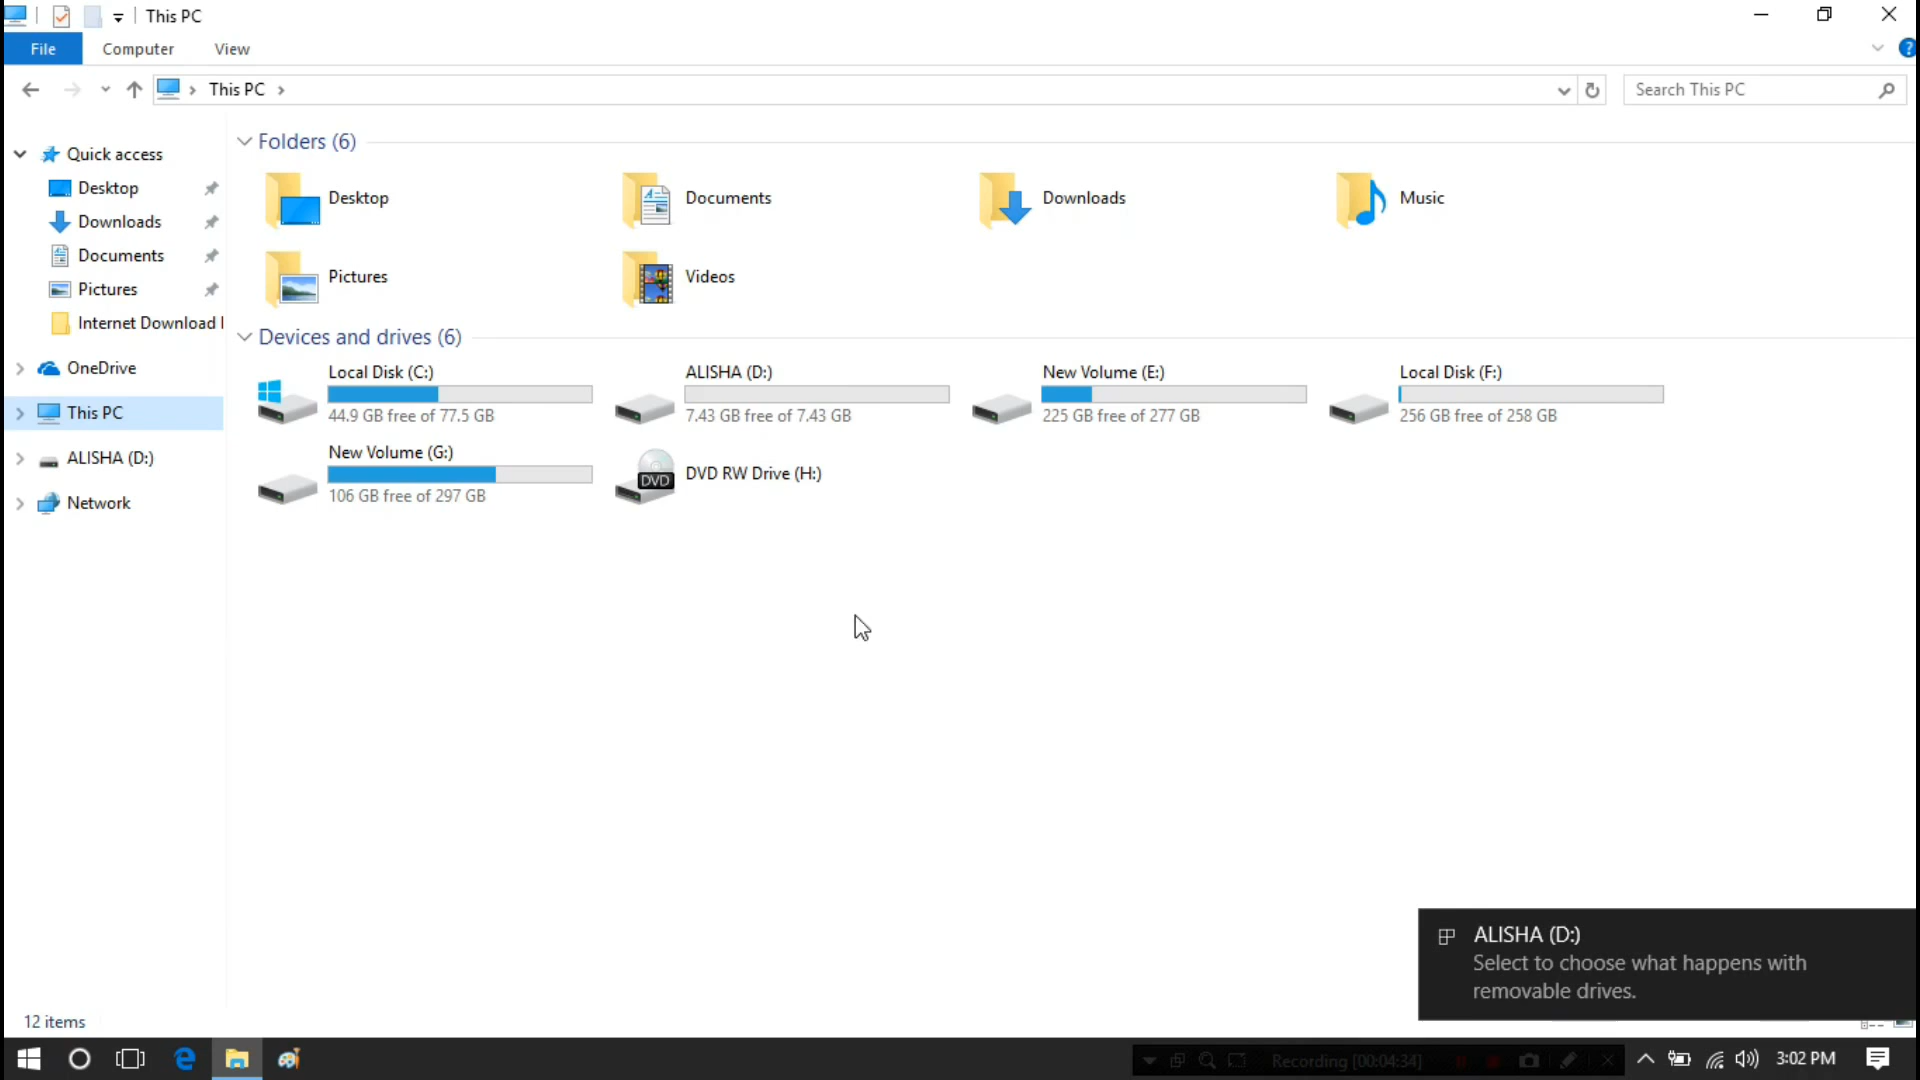 This PC
File Computer View
This PC
Search This PC
Quick access
Desktop
Downloads
Documents
Pictures
Internet Download
OneDrive
This PC
ALISHA (D:)
Network
Folders (6)
Desktop
Documents
Downloads
Music
Pictures
Videos
Devices and drives (6)
Local Disk (C:)
44.9 GB free of 77.5 GB
ALISHA (D:)
7.43 GB free of 7.43 GB
New Volume (E:)
225 GB free of 277 GB
Local Disk (F:)
256 GB free of 258 GB
New Volume (G:)
106 GB free of 297 GB
DVD
DVD RW Drive (H:)
ALISHA (D:)
Select to choose what happens with
removable drives.
12 items
Recording [00:04:34]
3:02 PM